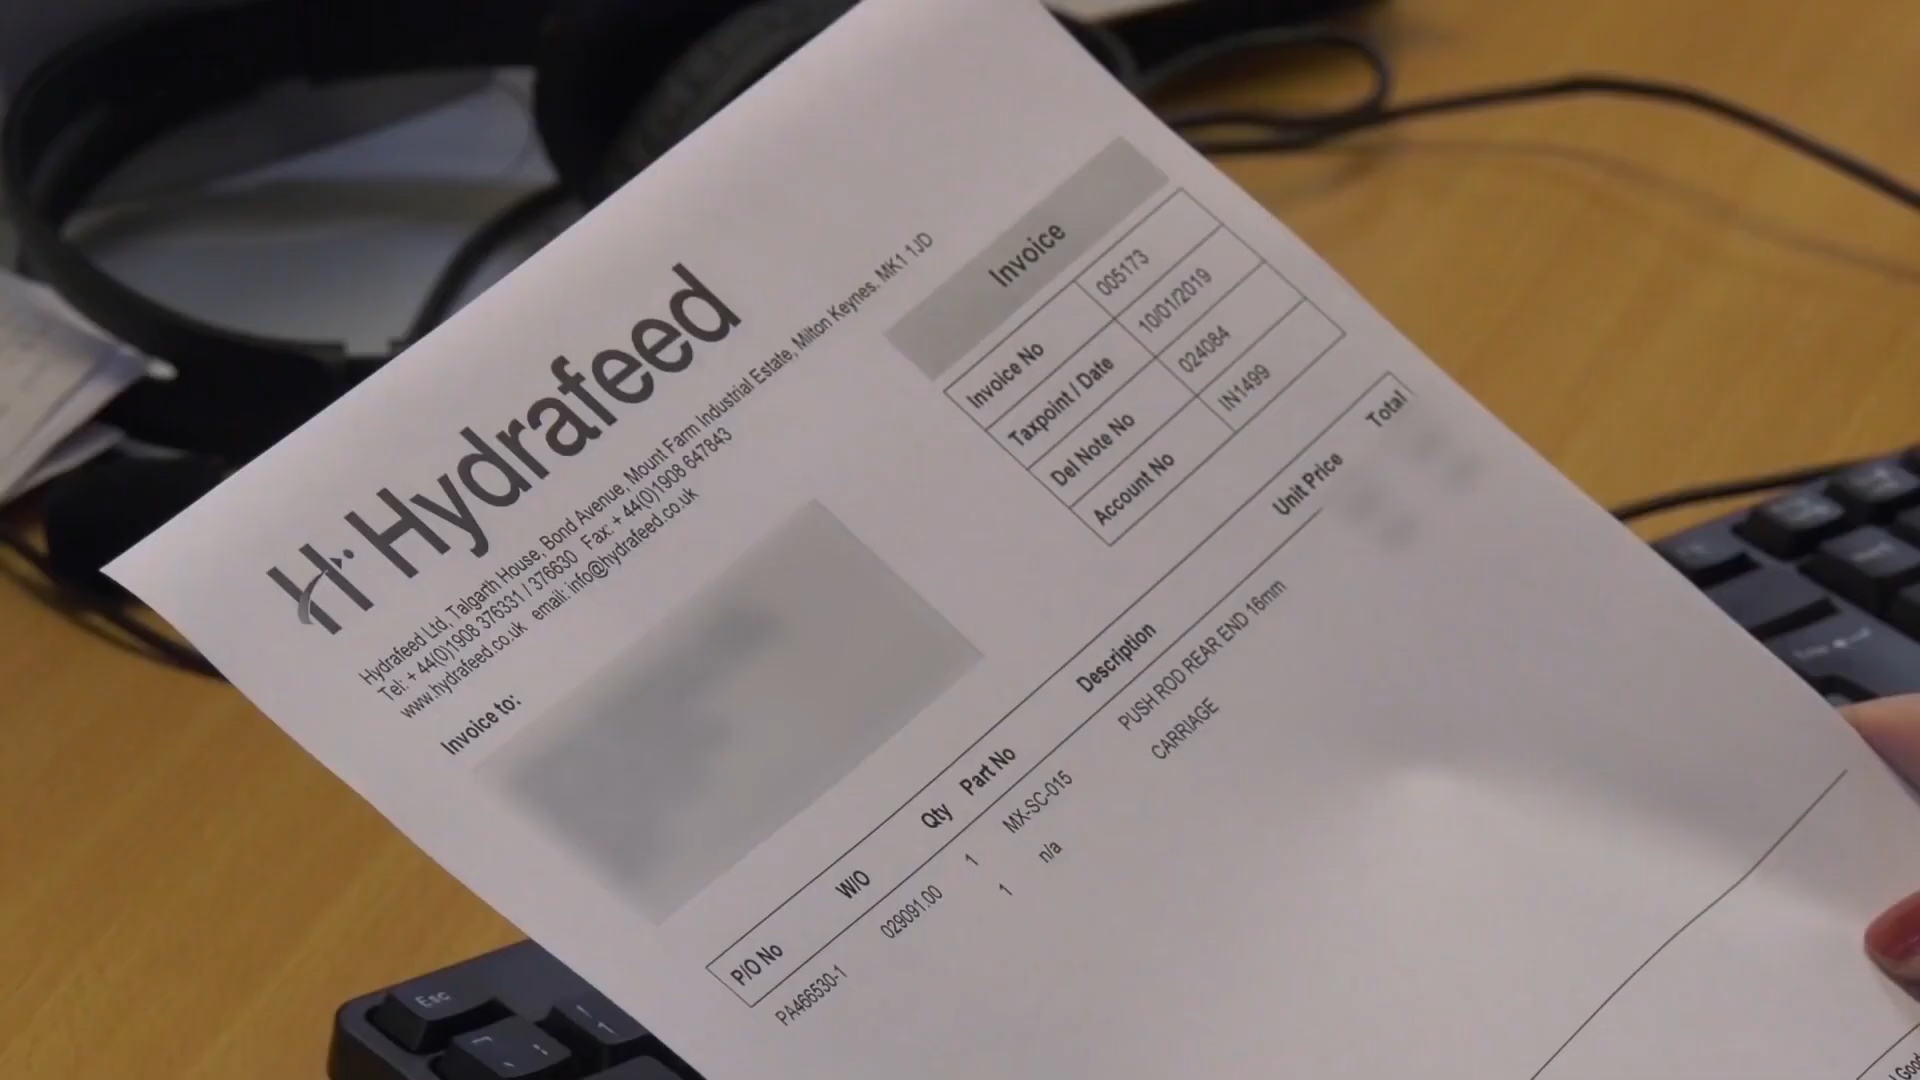 Hydrafeed
Hydrafeed Ltd, Talgarth House, Bond Avenue, Mount Farm Industrial Estate, Milton Keynes. MK1 1JD
Tel: + 44(0)1908 376331 / 376630 Fax: + 44(0)1908 647843
www.hydrafeed.co.uk email: info@hydrafeed.co.uk
Invoice to:
Invoice
Invoice No 005173
Taxpoint / Date 10/01/2019
Del Note No 024084
Account No IN1499
P/O No W/O Qty Part No Description Unit Price Total
PA466530-1 029091.00 1 MX-SC-015 PUSH ROD REAR END 16mm
1 n/a CARRIAGE
Esc